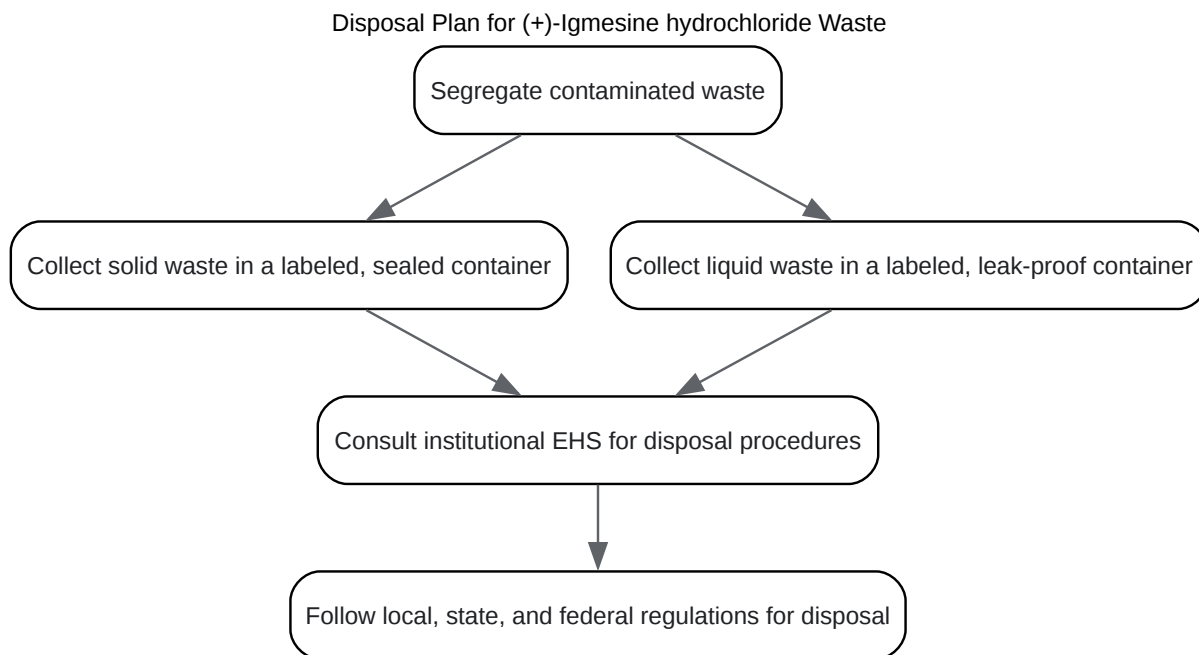 Disposal Plan for (+)-Igmesine hydrochloride Waste
Segregate contaminated waste
Collect solid waste in a labeled, sealed container
Collect liquid waste in a labeled, leak-proof container
Consult institutional EHS for disposal procedures
Follow local, state, and federal regulations for disposal